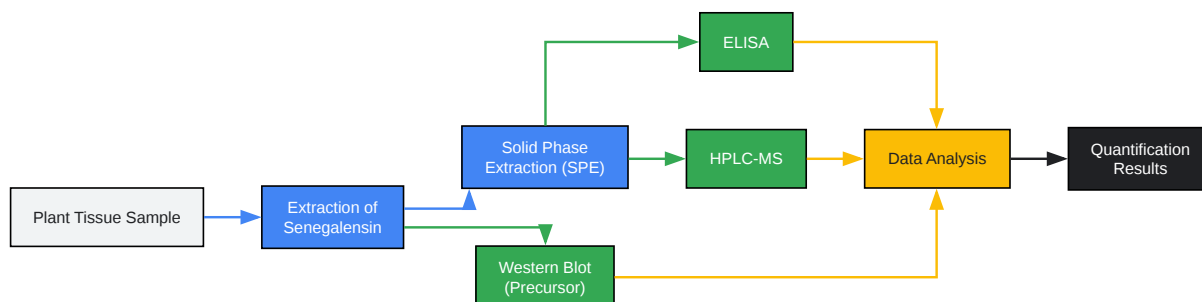 Plant Tissue Sample
Extraction of
Senegalensin
Solid Phase
Extraction (SPE)
Western Blot
(Precursor)
ELISA
HPLC-MS
Data Analysis
Quantification
Results